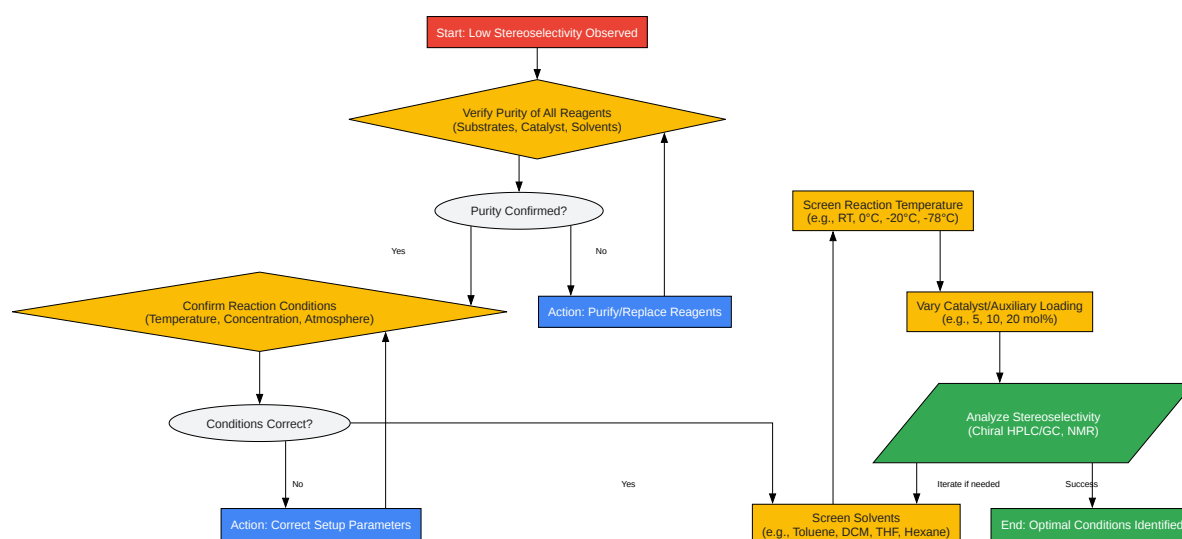 Start: Low Stereoselectivity Observed
Verify Purity of All Reagents
(Substrates, Catalyst, Solvents)
Purity Confirmed?
Yes
No
Action: Purify/Replace Reagents
Confirm Reaction Conditions
(Temperature, Concentration, Atmosphere)
Conditions Correct?
No
Yes
Action: Correct Setup Parameters
Screen Solvents
(e.g., Toluene, DCM, THF, Hexane)
Screen Reaction Temperature
(e.g., RT, 0°C, -20°C, -78°C)
Vary Catalyst/Auxiliary Loading
(e.g., 5, 10, 20 mol%)
Analyze Stereoselectivity
(Chiral HPLC/GC, NMR)
Iterate if needed
Success
End: Optimal Conditions Identified